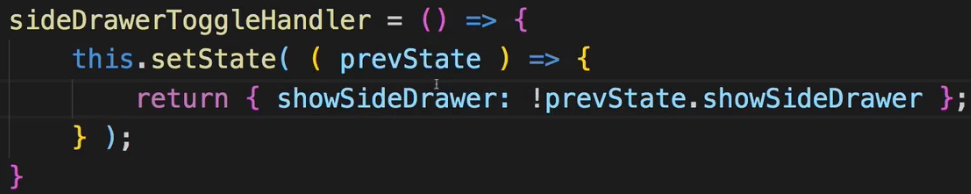 sideDrawerToggleHandler = () => {
    this.setState( ( prevState ) => {
        return { showSideDrawer: !prevState.showSideDrawer };
    } );
}